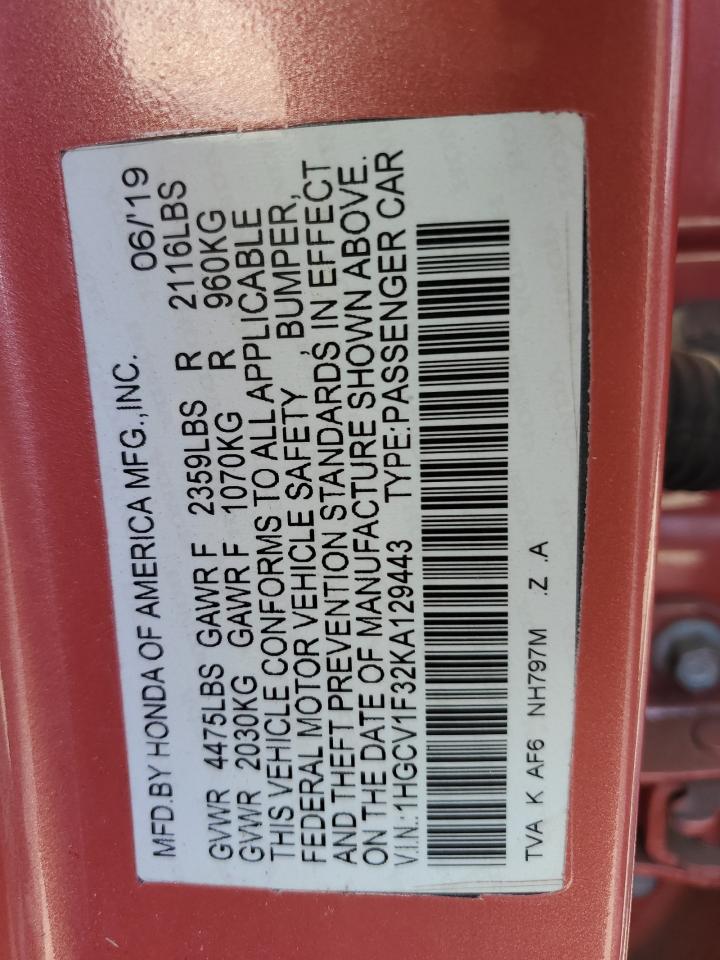 MFD.BY HONDA OF AMERICA MFG.,INC. 06/'19
GVWR 4475LBS GAWR F 2359LBS R 2116LBS
GVWR 2030KG GAWR F 1070KG R 960KG
THIS VEHICLE CONFORMS TO ALL APPLICABLE
FEDERAL MOTOR VEHICLE SAFETY, BUMPER,
AND THEFT PREVENTION STANDARDS, IN EFFECT
ON THE DATE OF MANUFACTURE SHOWN ABOVE.
V.I.N.:1HGCV1F32KA129443 TYPE:PASSENGER CAR
TVA K AF6 NH797M .Z .A